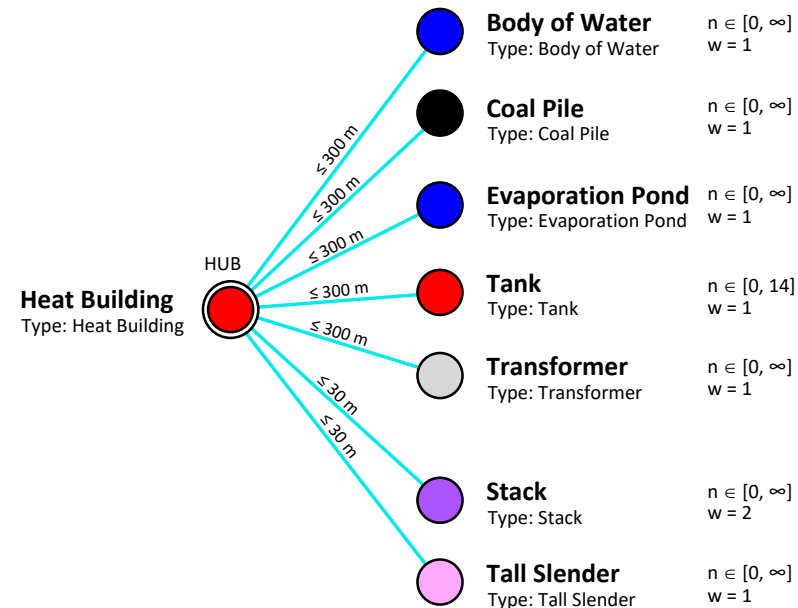 Body of Water
Type: Body of Water
n ∈ [0, ∞]
w = 1
≤ 300 m
Coal Pile
Type: Coal Pile
n ∈ [0, ∞]
w = 1
≤ 300 m
Evaporation Pond
Type: Evaporation Pond
n ∈ [0, ∞]
w = 1
≤ 300 m
HUB
Heat Building
Type: Heat Building
Tank
Type: Tank
n ∈ [0, 14]
w = 1
≤ 300 m
Transformer
Type: Transformer
n ∈ [0, ∞]
w = 1
≤ 300 m
Stack
Type: Stack
n ∈ [0, ∞]
w = 2
≤ 30 m
Tall Slender
Type: Tall Slender
n ∈ [0, ∞]
w = 1
≤ 30 m